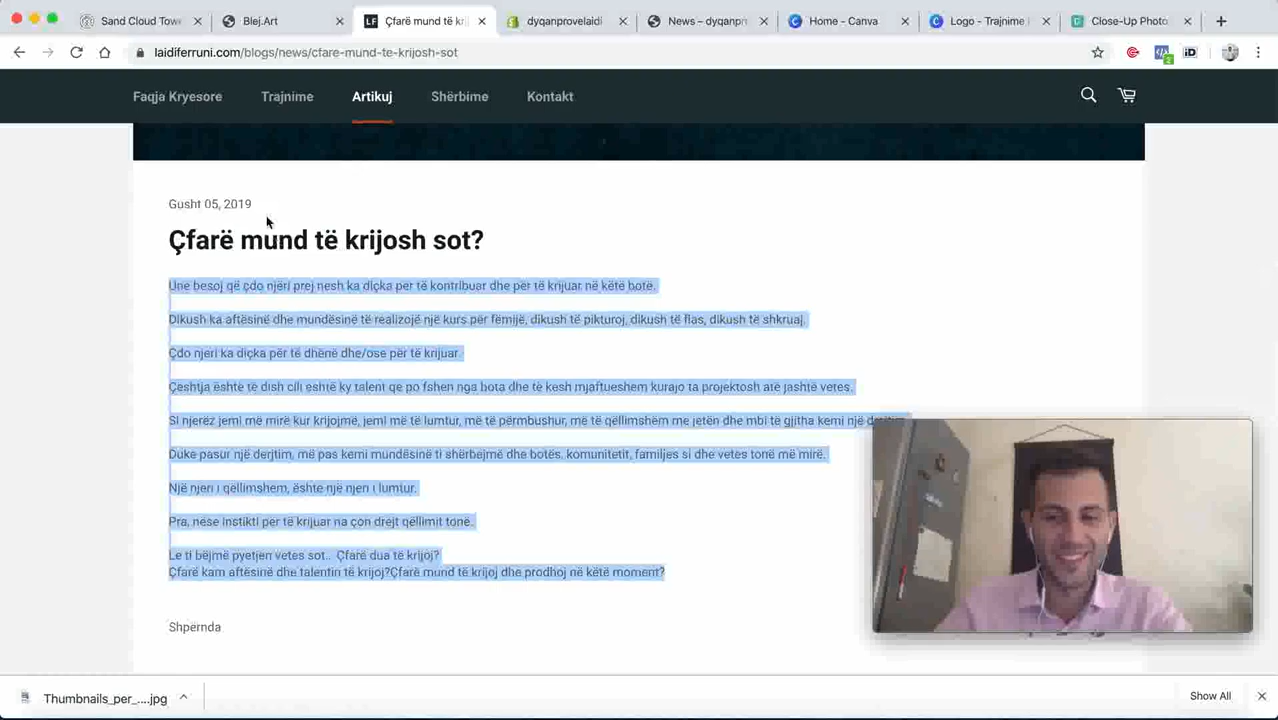 Sand Cloud Tow
Blej.Art
Çfarë mund të kri
dyqanprovelaidi
News – dyqanpr
Home - Canva
Logo - Trajnime
Close-Up Photo
laidiferruni.com/blogs/news/cfare-mund-te-krijosh-sot
Faqja Kryesore
Trajnime
Artikuj
Shërbime
Kontakt
Gusht 05, 2019
Çfarë mund të krijosh sot?
Unë besoj që çdo njëri prej nesh ka diçka për të kontribuar dhe për të krijuar në këtë botë.
Dikush ka aftësinë dhe mundësinë të realizojë një kurs për fëmijë, dikush të pikturoj, dikush të flas, dikush të shkruaj.
Çdo njeri ka diçka për të dhënë dhe/ose për të krijuar.
Çështja është të dish cili është ky talent që po fshen nga bota dhe të kesh mjaftueshëm kurajo ta projektosh atë jashtë vetes.
Si njerëz jemi më mirë kur krijojmë, jemi më të lumtur, më të përmbushur, më të qëllimshëm me jetën dhe mbi të gjitha kemi një
Duke pasur një derjtim, më pas kemi mundësinë ti shërbejmë dhe botës, komunitetit, familjes si dhe vetes tonë më mirë.
Një njeri i qëllimshëm, është një njeri i lumtur.
Pra, nëse instikti për të krijuar na çon drejt qëllimit tonë.
Le ti bëjmë pyetjen vetes sot.. Çfarë dua të krijoj?
Çfarë kam aftësinë dhe talentin të krijoj?Çfarë mund të krijoj dhe prodhoj në këtë moment?
Shpërnda
Thumbnails_per_....jpg
Show All